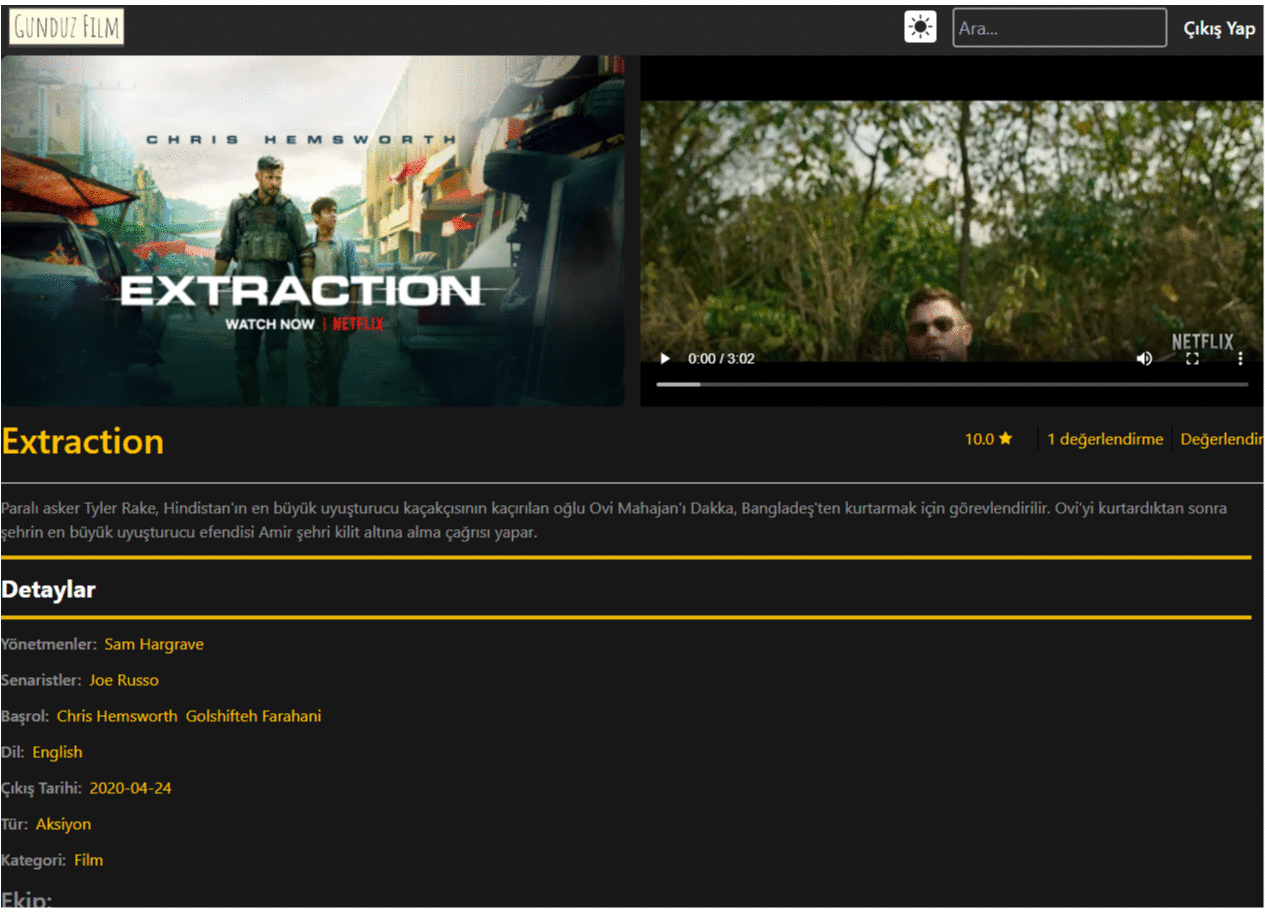 GUNDUZ FILM
Ara...
Çıkış Yap
CHRIS HEMSWORTH
EXTRACTION
WATCH NOW | NETFLIX
NETFLIX
0:00 / 3:02
Extraction
10.0
1 değerlendirme
Değerlendir
Paralı asker Tyler Rake, Hindistan'ın en büyük uyuşturucu kaçakçısının kaçırılan oğlu Ovi Mahajan'ı Dakka, Bangladeş'ten kurtarmak için görevlendirilir. Ovi'yi kurtardıktan sonra
şehrin en büyük uyuşturucu efendisi Amir şehri kilit altına alma çağrısı yapar.
Detaylar
Yönetmenler: Sam Hargrave
Senaristler: Joe Russo
Başrol: Chris Hemsworth Golshifteh Farahani
Dil: English
Çıkış Tarihi: 2020-04-24
Tür: Aksiyon
Kategori: Film
Ekip: